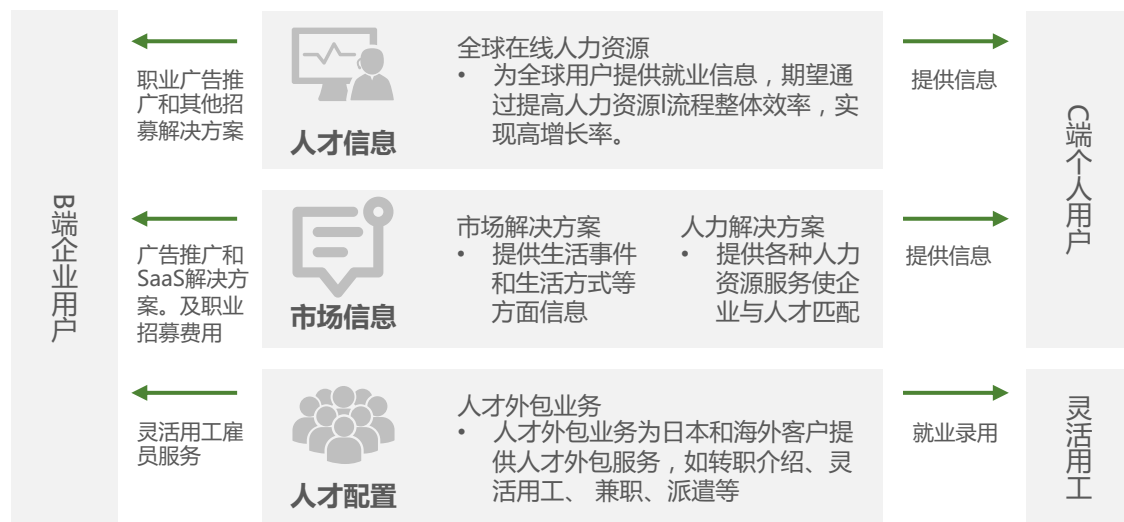 B端企业用户
职业广告推
广和其他招
募解决方案
人才信息
全球在线人力资源
• 为全球用户提供就业信息，期望通
过提高人力资源l流程整体效率，实
现高增长率。
提供信息
C端个人用户
广告推广和
SaaS解决方
案。及职业
招募费用
市场信息
市场解决方案
• 提供生活事件
和生活方式等
方面信息
人力解决方案
• 提供各种人力
资源服务使企
业与人才匹配
提供信息
灵活用工雇
员服务
人才配置
人才外包业务
• 人才外包业务为日本和海外客户提
供人才外包服务，如转职介绍、灵
活用工、 兼职、派遣等
就业录用
灵活用工